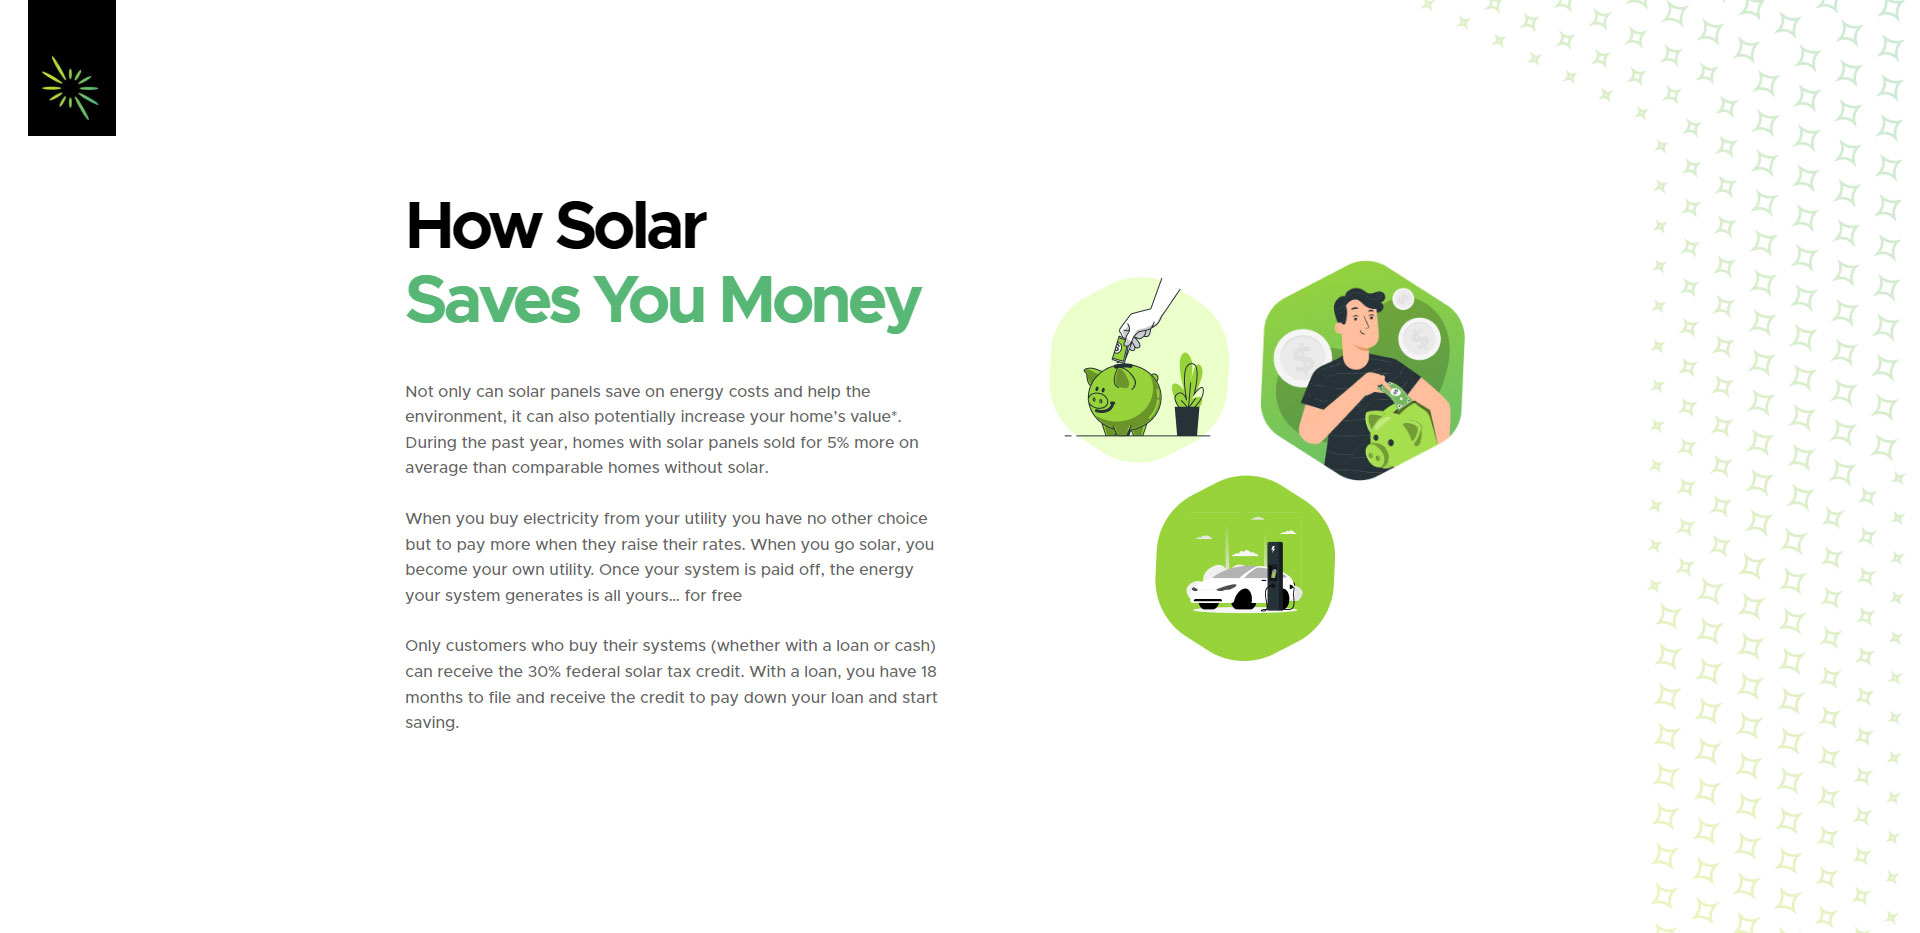 How Solar
Saves You Money
Not only can solar panels save on energy costs and help the
environment, it can also potentially increase your home’s value*.
During the past year, homes with solar panels sold for 5% more on
average than comparable homes without solar.
When you buy electricity from your utility you have no other choice
but to pay more when they raise their rates. When you go solar, you
become your own utility. Once your system is paid off, the energy
your system generates is all yours... for free
Only customers who buy their systems (whether with a loan or cash)
can receive the 30% federal solar tax credit. With a loan, you have 18
months to file and receive the credit to pay down your loan and start
saving.